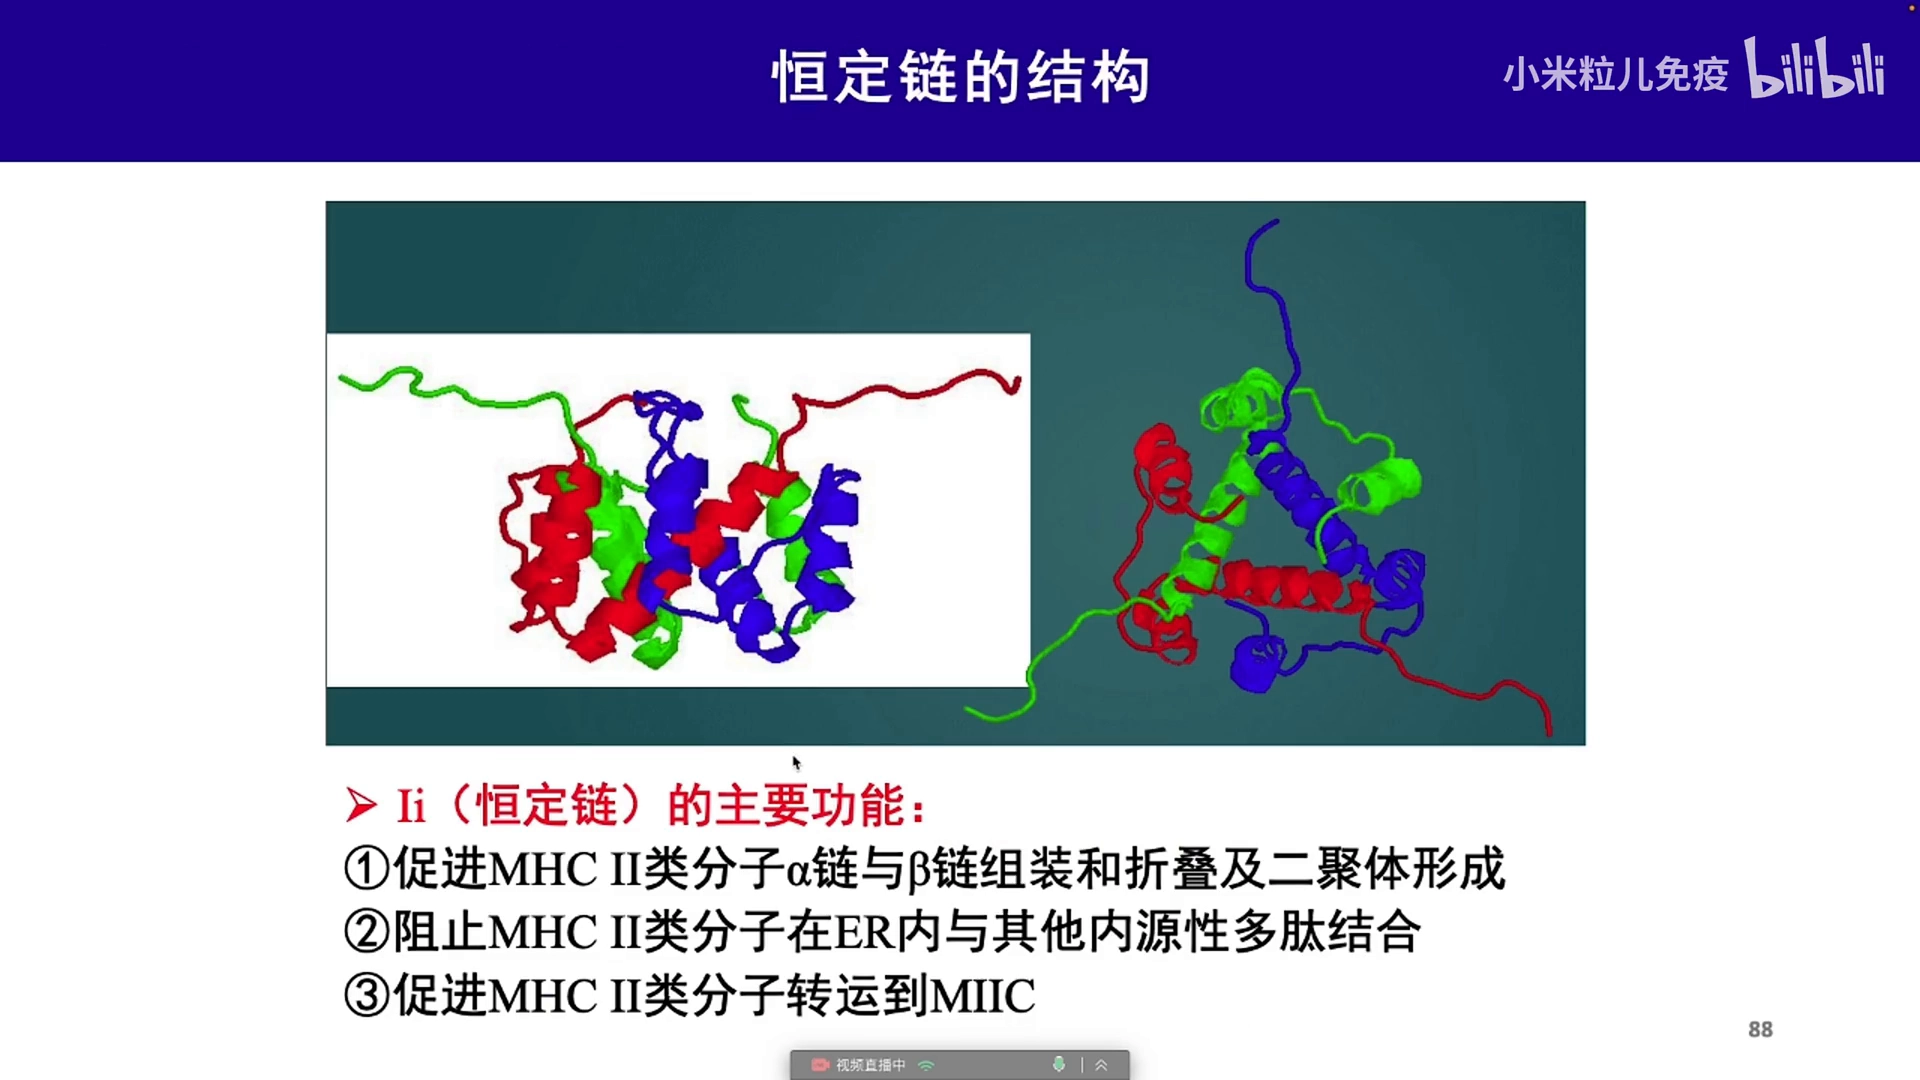 恒定链的结构
小米粒儿免疫 bilibili
➢ Ii（恒定链）的主要功能：
①促进MHC II类分子α链与β链组装和折叠及二聚体形成
②阻止MHC II类分子在ER内与其他内源性多肽结合
③促进MHC II类分子转运到MIIC
88
视频直播中